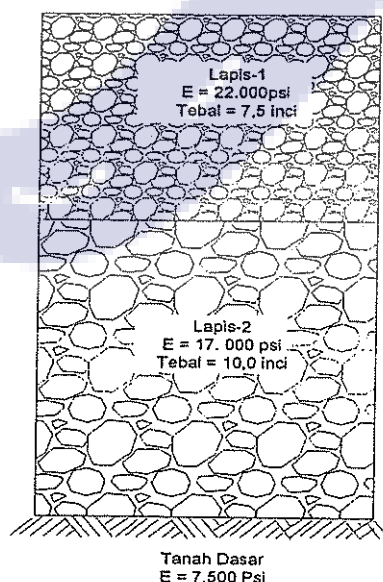 Lapis-1
E = 22.000psi
Tebal = 7,5 inci
Lapis-2
E = 17. 000 psi
Tebal = 10,0 inci
Tanah Dasar
E = 7.500 Psi